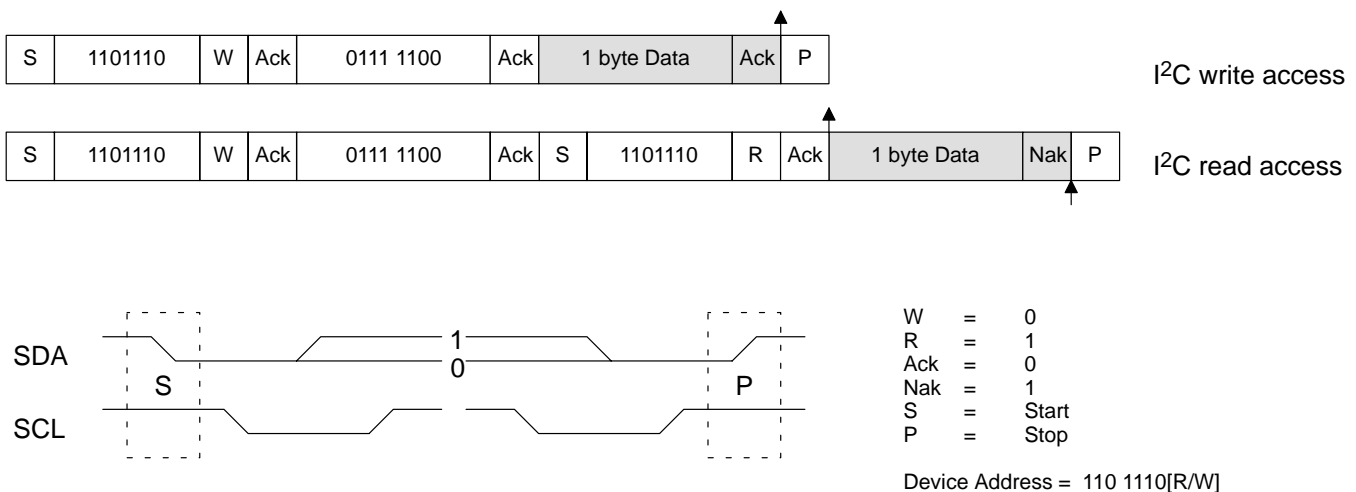 S 1101110 W Ack 0111 1100 Ack 1 byte Data Ack P I²C write access
S 1101110 W Ack 0111 1100 Ack S 1101110 R Ack 1 byte Data Nak P I²C read access
SDA 1
0
S P
SCL
W = 0
R = 1
Ack = 0
Nak = 1
S = Start
P = Stop
Device Address = 110 1110[R/W]